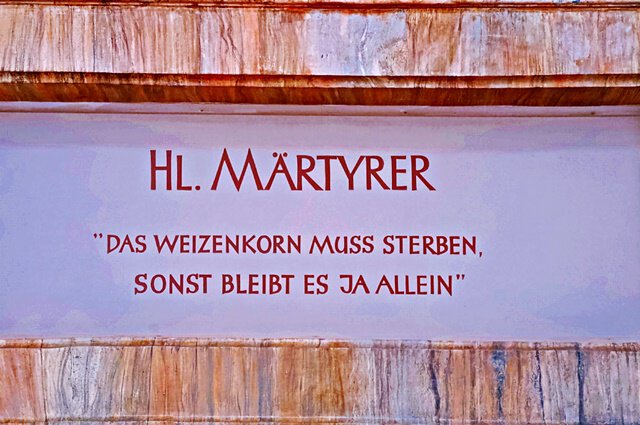 HL. MÄRTYRER
"DAS WEIZENKORN MUSS STERBEN,
SONST BLEIBT ES JA ALLEIN"